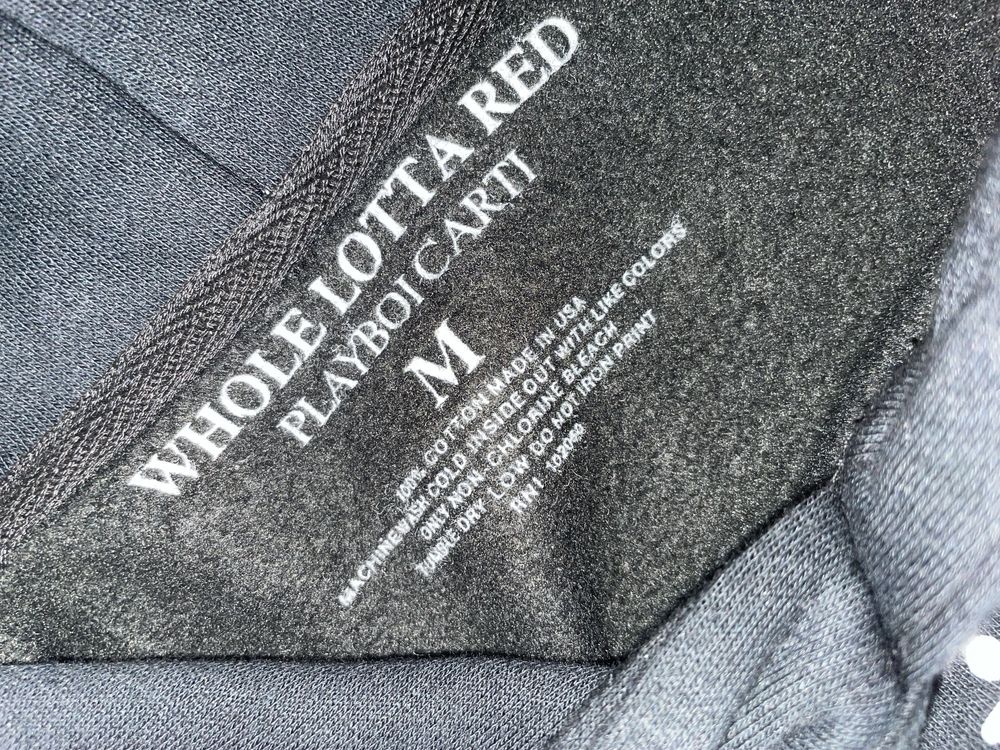 WHOLE LOTTA RED
PLAYBOI CARTI
M
100% COTTON MADE IN USA
MACHINE WASH COLD INSIDE OUT WITH LIKE COLORS
ONLY NON-CHLORINE BLEACH
TUMBLE DRY LOW DO NOT IRON PRINT
RN!